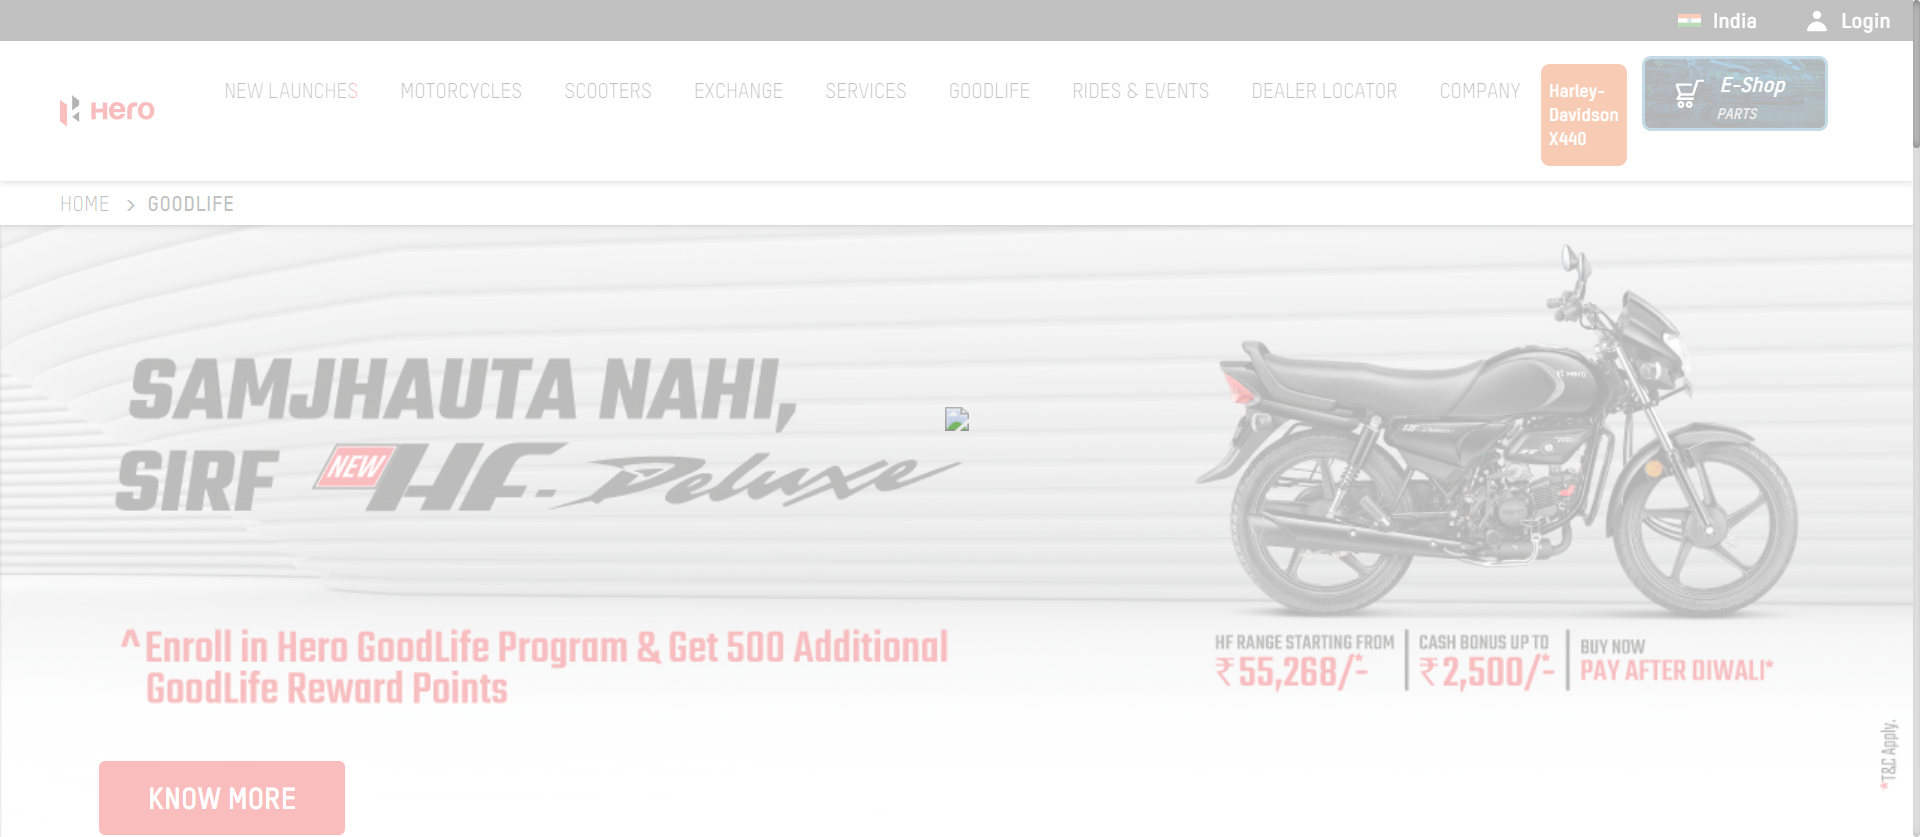 India
Login
Hero
NEW LAUNCHES
MOTORCYCLES
SCOOTERS
EXCHANGE
SERVICES
GOODLIFE
RIDES & EVENTS
DEALER LOCATOR
COMPANY
Harley-
Davidson
X440
E-Shop
PARTS
HOME > GOODLIFE
SAMJHAUTA NAHI,
SIRF NEW HF-Deluxe
^Enroll in Hero GoodLife Program & Get 500 Additional
GoodLife Reward Points
HF RANGE STARTING FROM
₹55,268/-*
CASH BONUS UP TO
₹2,500/-*
BUY NOW
PAY AFTER DIWALI*
*T&C Apply.
KNOW MORE